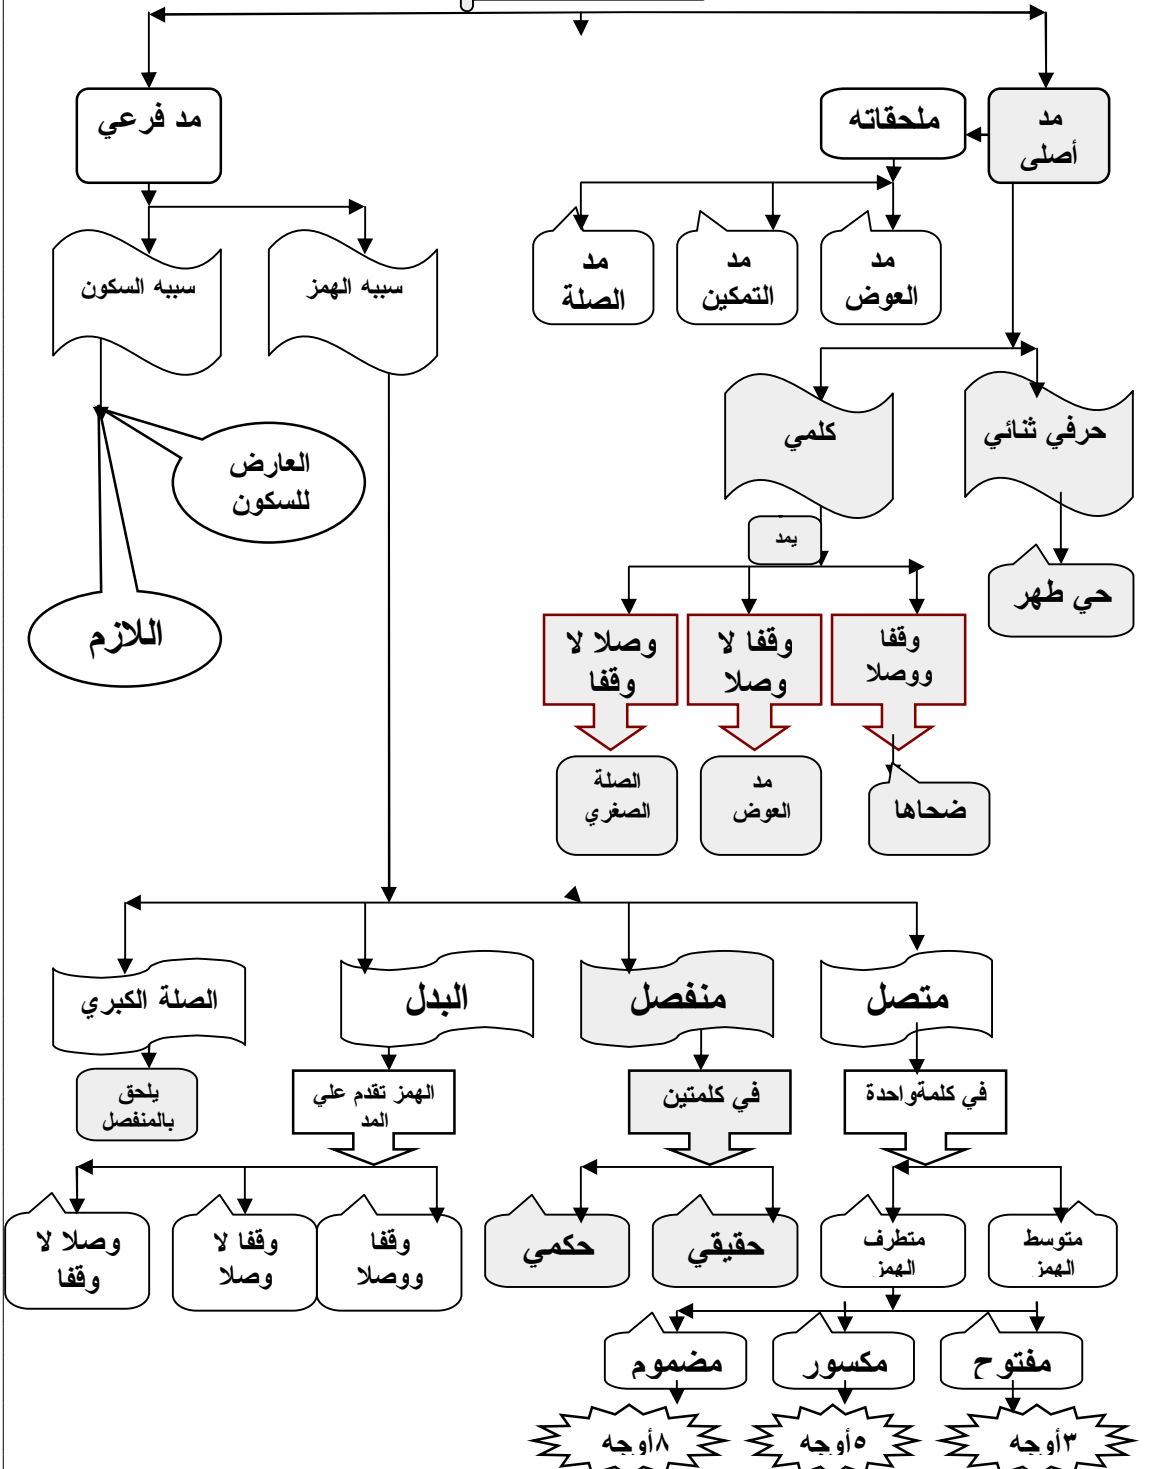 مد
أصلى
ملحقاته
مد فرعي
مد
العوض
مد
التمكين
مد
الصلة
سببه الهمز
سببه السكون
حرفي ثنائي
كلمي
العارض
للسكون
يمد
حي طهر
اللازم
وقفا
ووصلا
وقفا لا
وصلا
وصلا لا
وقفا
ضحاها
مد
العوض
الصلة
الصغري
متصل
منفصل
البدل
الصلة الكبري
في كلمةواحدة
في كلمتين
الهمز تقدم علي
المد
يلحق
بالمنفصل
متوسط
الهمز
متطرف
الهمز
حقيقي
حكمي
وقفا
ووصلا
وقفا لا
وصلا
وصلا لا
وقفا
مفتوح
مكسور
مضموم
٣أوجه
٥أوجه
٨أوجه